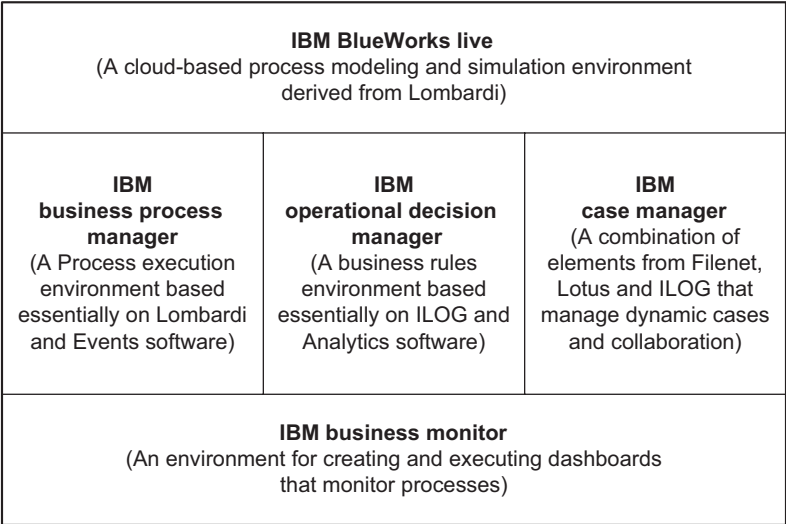 IBM BlueWorks live
(A cloud-based process modeling and simulation environment
derived from Lombardi)
IBM
business process
manager
(A Process execution
environment based
essentially on Lombardi
and Events software)
IBM
operational decision
manager
(A business rules
environment based
essentially on ILOG and
Analytics software)
IBM
case manager
(A combination of
elements from Filenet,
Lotus and ILOG that
manage dynamic cases
and collaboration)
IBM business monitor
(An environment for creating and executing dashboards
that monitor processes)